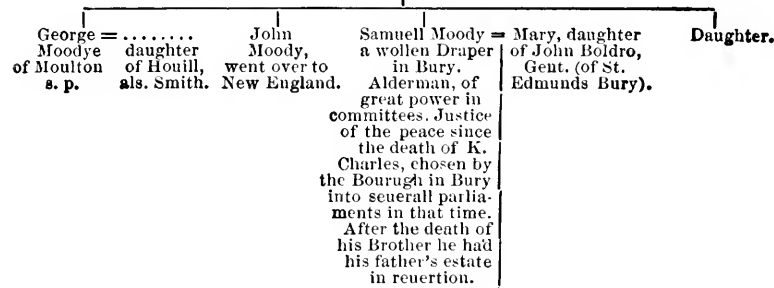 George = ........
Moodye daughter
of Moulton of Houill,
s. p. als. Smith.
John
Moody,
went over to
New England.
Samuell Moody =
a wollen Draper
in Bury.
Alderman, of
great power in
committees. Justice
of the peace since
the death of K.
Charles, chosen by
the Bourugh in Bury
into seuerall parlia-
ments in that time.
After the death of
his Brother he had
his father's estate
in reuertion.
Mary, daughter
of John Boldro,
Gent. (of St.
Edmunds Bury).
Daughter.